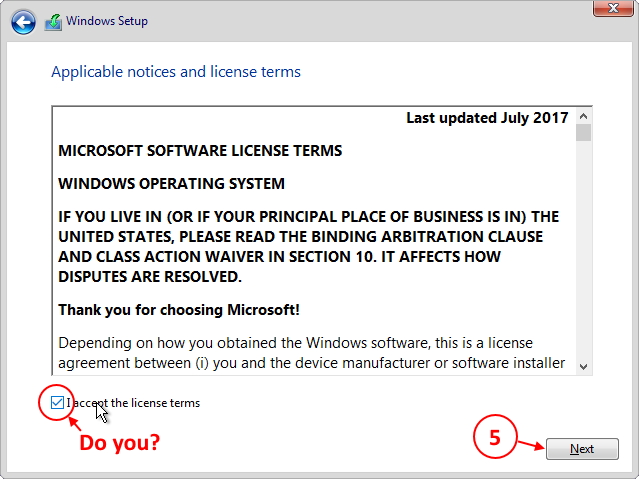 Windows Setup
Applicable notices and license terms
Last updated July 2017
MICROSOFT SOFTWARE LICENSE TERMS
WINDOWS OPERATING SYSTEM
IF YOU LIVE IN (OR IF YOUR PRINCIPAL PLACE OF BUSINESS IS IN) THE
UNITED STATES, PLEASE READ THE BINDING ARBITRATION CLAUSE
AND CLASS ACTION WAIVER IN SECTION 10. IT AFFECTS HOW
DISPUTES ARE RESOLVED.
Thank you for choosing Microsoft!
Depending on how you obtained the Windows software, this is a license
agreement between (i) you and the device manufacturer or software installer
I accept the license terms
Do you?
5
Next